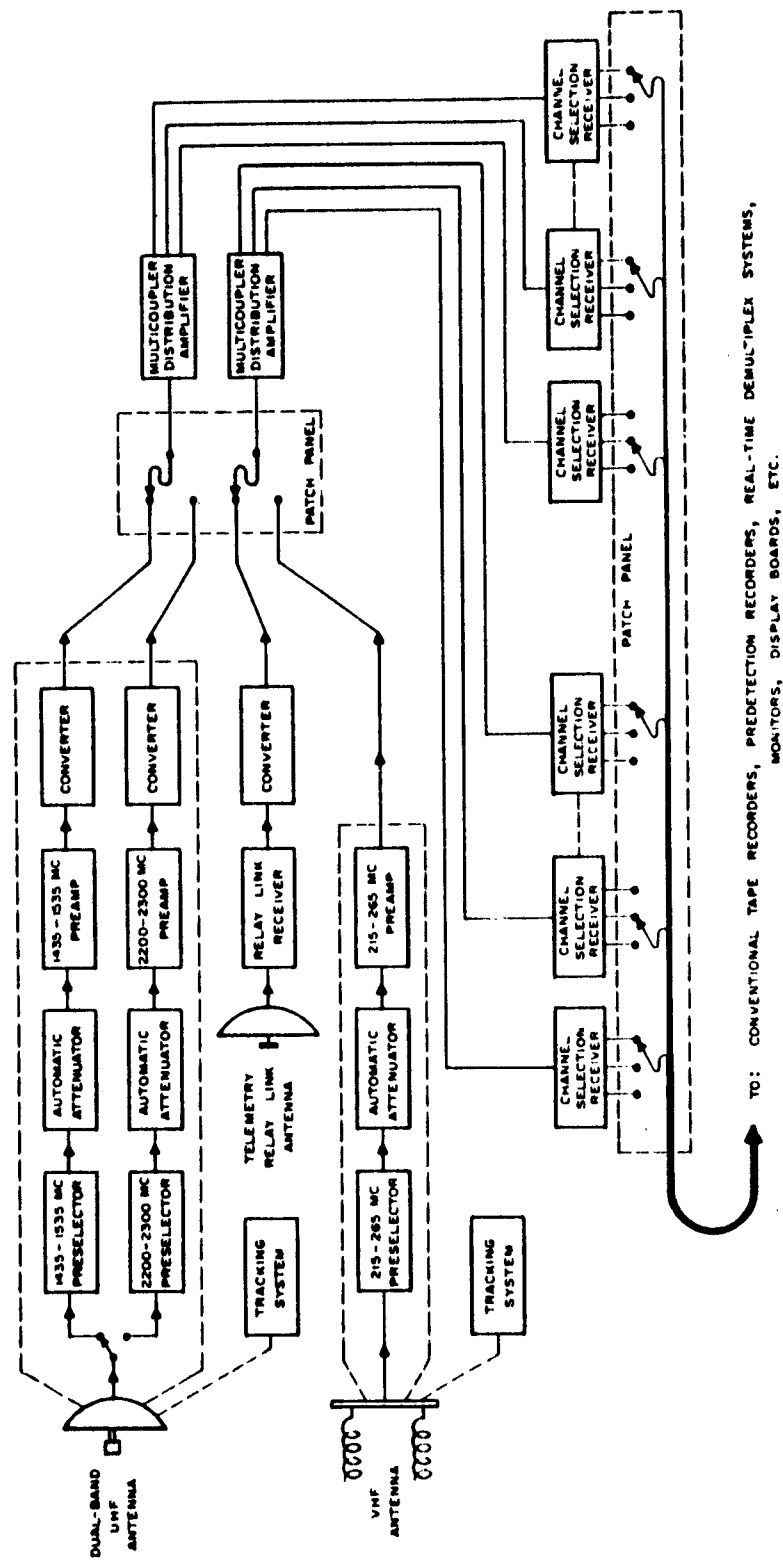 DUAL-BAND
UHF
ANTENNA
1435-1535 MC
PRESELECTOR
AUTOMATIC
ATTENUATOR
1435-1535 MC
PREAMP
CONVERTER
2200-2300 MC
PRESELECTOR
AUTOMATIC
ATTENUATOR
2200-2300 MC
PREAMP
CONVERTER
TRACKING
SYSTEM
TELEMETRY
RELAY LINK
ANTENNA
RELAY LINK
RECEIVER
CONVERTER
VHF
ANTENNA
215-265 MC
PRESELECTOR
AUTOMATIC
ATTENUATOR
215-265 MC
PREAMP
TRACKING
SYSTEM
PATCH PANEL
MULTICOUPLER
DISTRIBUTION
AMPLIFIER
MULTICOUPLER
DISTRIBUTION
AMPLIFIER
CHANNEL
SELECTION
RECEIVER
CHANNEL
SELECTION
RECEIVER
CHANNEL
SELECTION
RECEIVER
CHANNEL
SELECTION
RECEIVER
CHANNEL
SELECTION
RECEIVER
CHANNEL
SELECTION
RECEIVER
PATCH PANEL
TO: CONVENTIONAL TAPE RECORDERS, PREDETECTION RECORDERS, REAL-TIME DEMULTIPLEX SYSTEMS,
MONITORS, DISPLAY BOARDS, ETC.